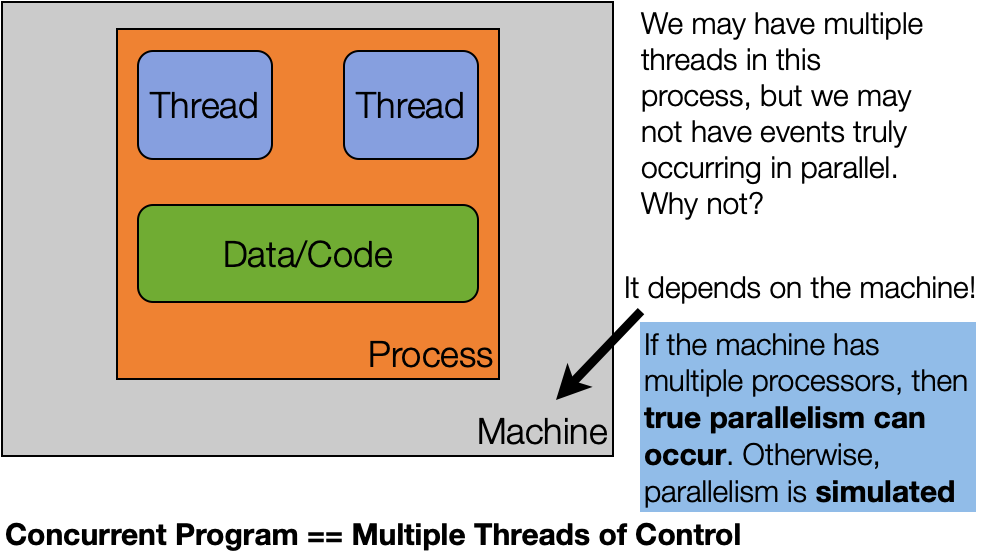 Thread
Thread
Data/Code
Process
Machine
We may have multiple
threads in this
process, but we may
not have events truly
occurring in parallel.
Why not?
It depends on the machine!
If the machine has
multiple processors, then
true parallelism can
occur. Otherwise,
parallelism is simulated
Concurrent Program == Multiple Threads of Control